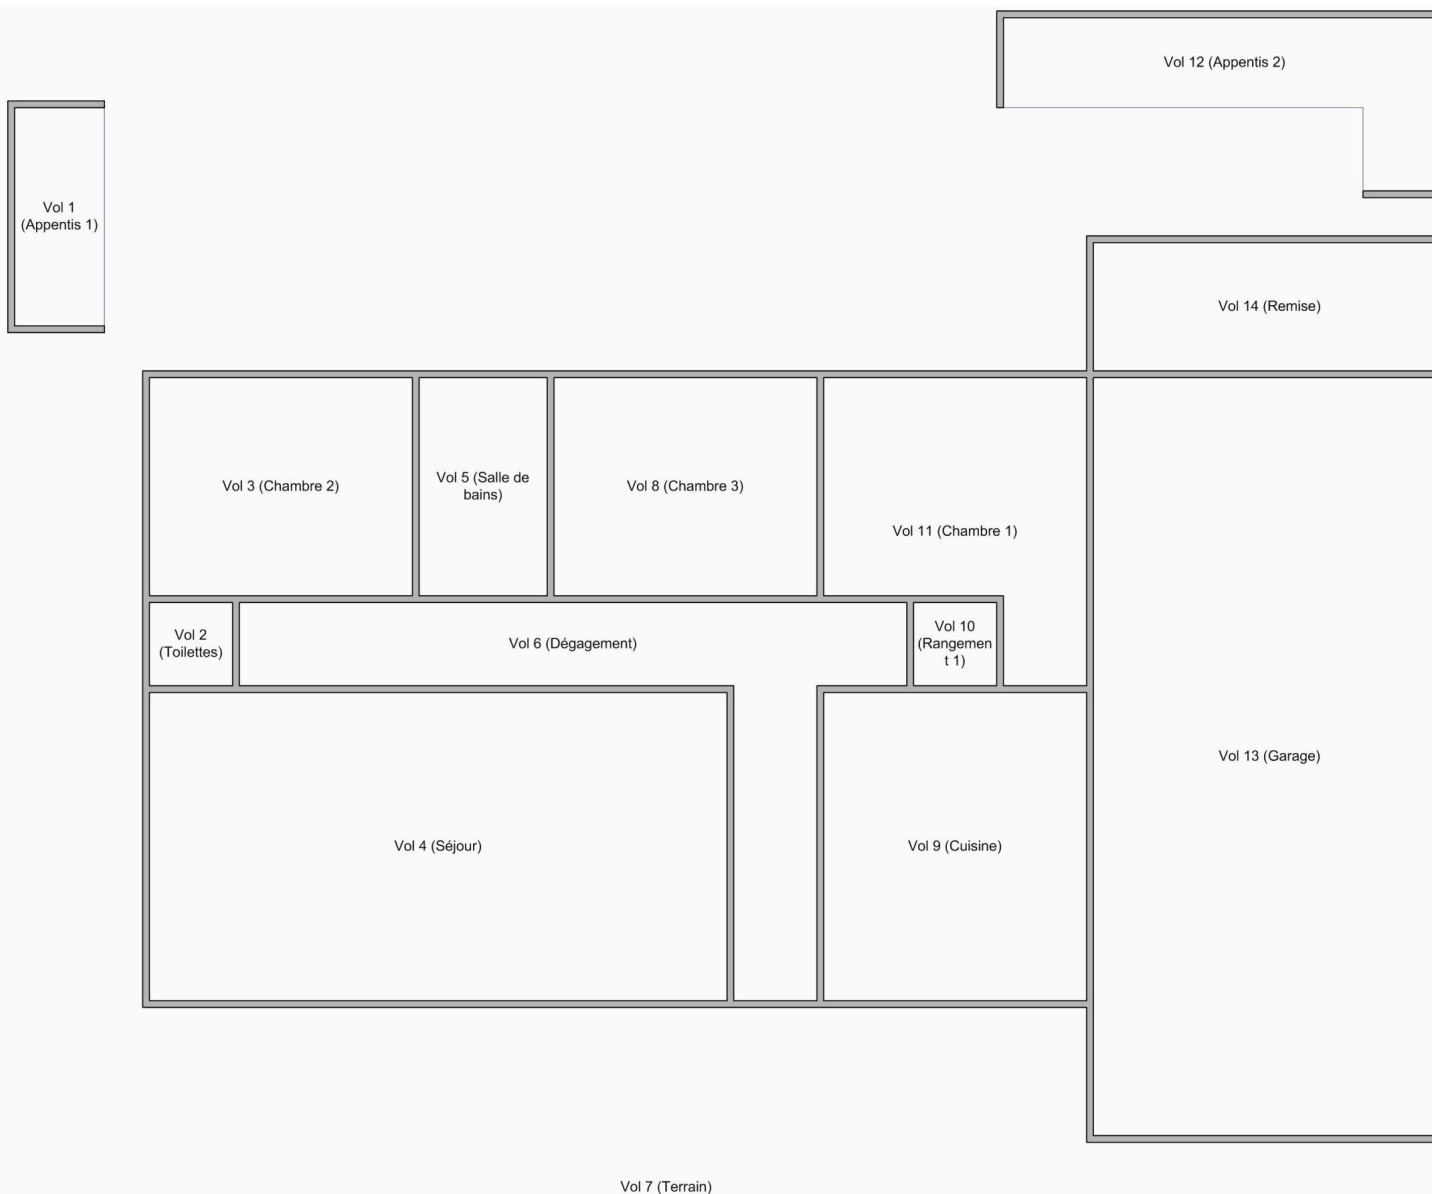 Vol 12 (Appentis 2)
Vol 1
(Appentis 1)
Vol 14 (Remise)
Vol 3 (Chambre 2)
Vol 5 (Salle de
bains)
Vol 8 (Chambre 3)
Vol 11 (Chambre 1)
Vol 2
(Toilettes)
Vol 6 (Dégagement)
Vol 10
(Rangemen
t 1)
Vol 13 (Garage)
Vol 4 (Séjour)
Vol 9 (Cuisine)
Vol 7 (Terrain)